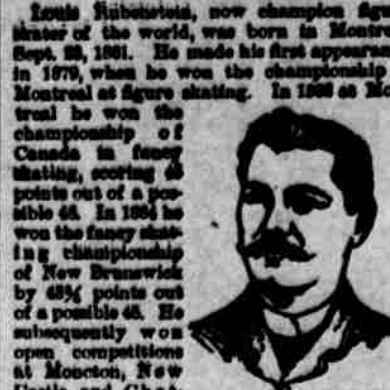 Louis Rubenstein, now champion figu
skater of the world, was born in Montre
Sept. 23, 1861. He made his first appearan
in 1879, when he won the championship
Montreal at figure skating. In at Mo
treal he won the
championship of
Canada in fancy
skating, scoring
points out of a pos-
sible 48. In 1884 he
won the fancy skat-
ing championship
of New Brunswick
by 43¾ points out
of a possible 48. He
subsequently won
open competitions
at Moncton, New
Castle and Chat-